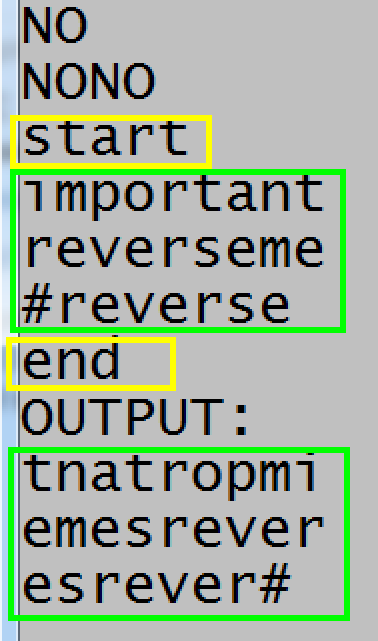 NO
NONO
start
important
reverseme
#reverse
end
OUTPUT:
tnatropmi
emesrever
esrever#